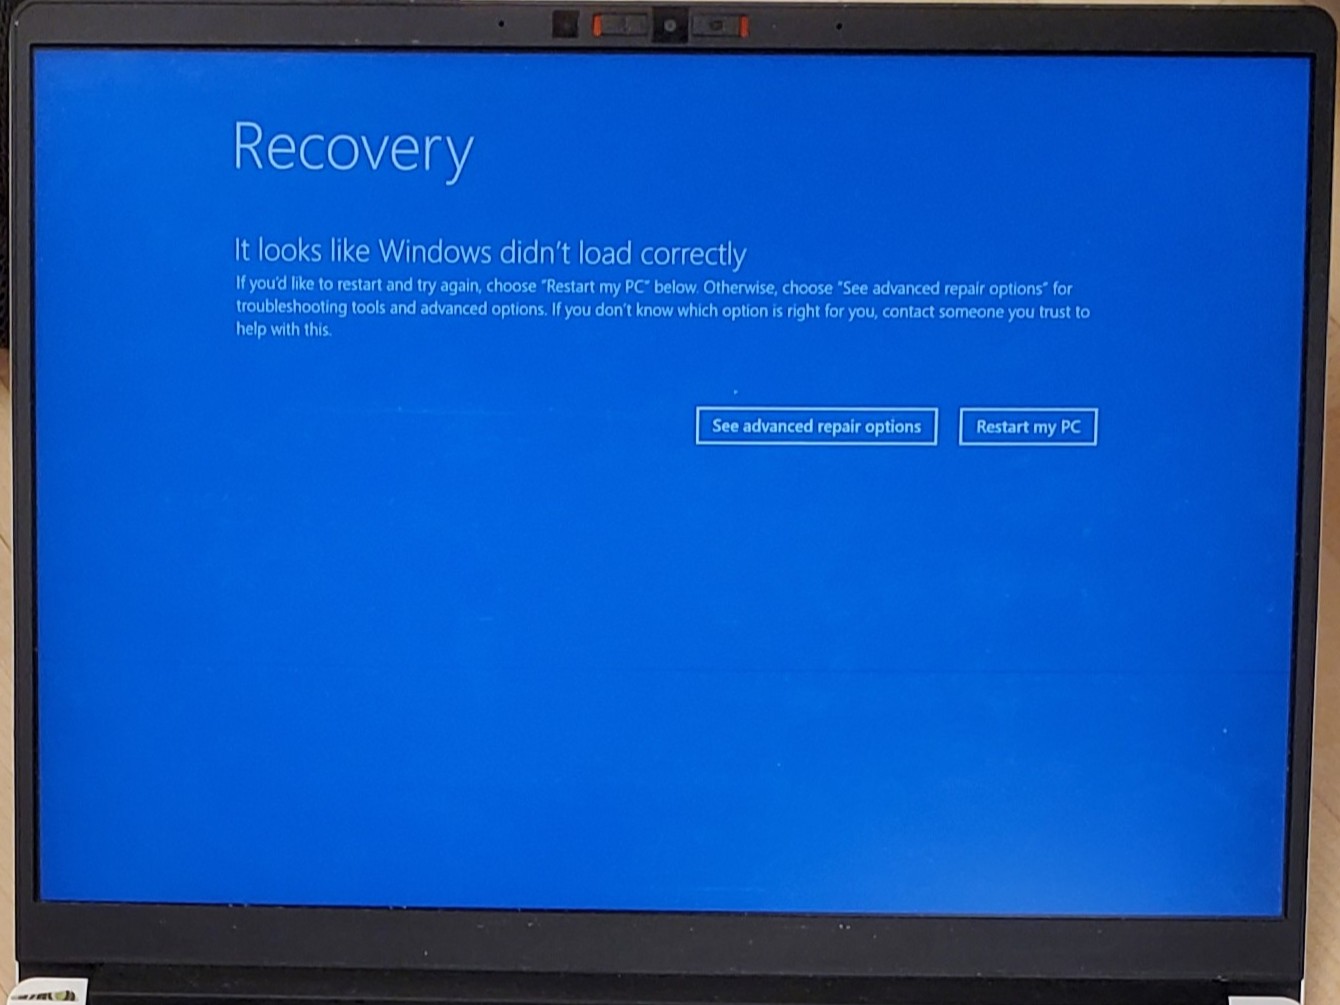 Recovery
It looks like Windows didn't load correctly
If you'd like to restart and try again, choose "Restart my PC" below. Otherwise, choose "See advanced repair options" for
troubleshooting tools and advanced options. If you don't know which option is right for you, contact someone you trust to
help with this.
See advanced repair options
Restart my PC